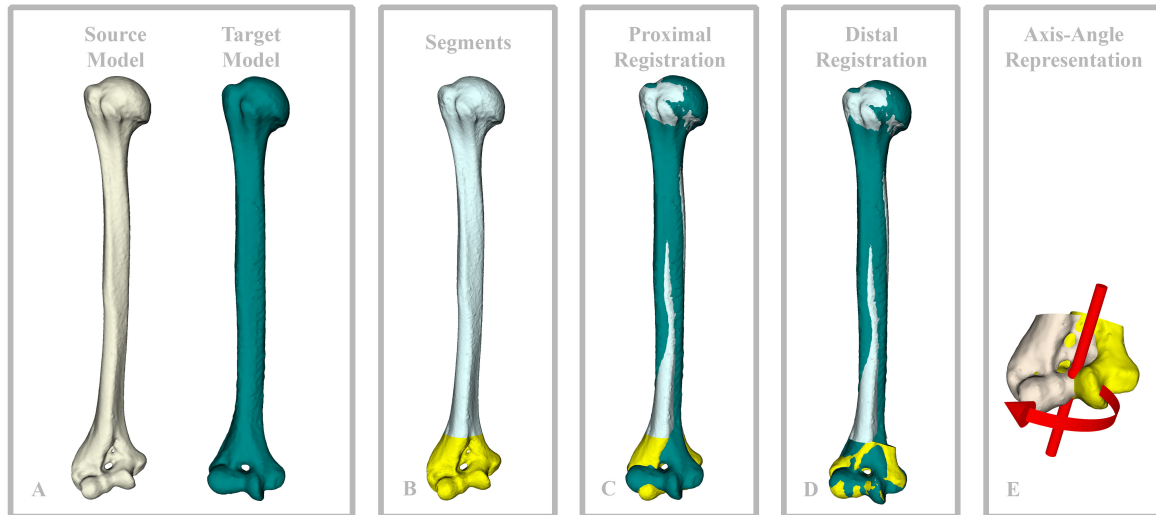 Source
Model
Target
Model
Segments
Proximal
Registration
Distal
Registration
Axis-Angle
Representation
A
B
C
D
E